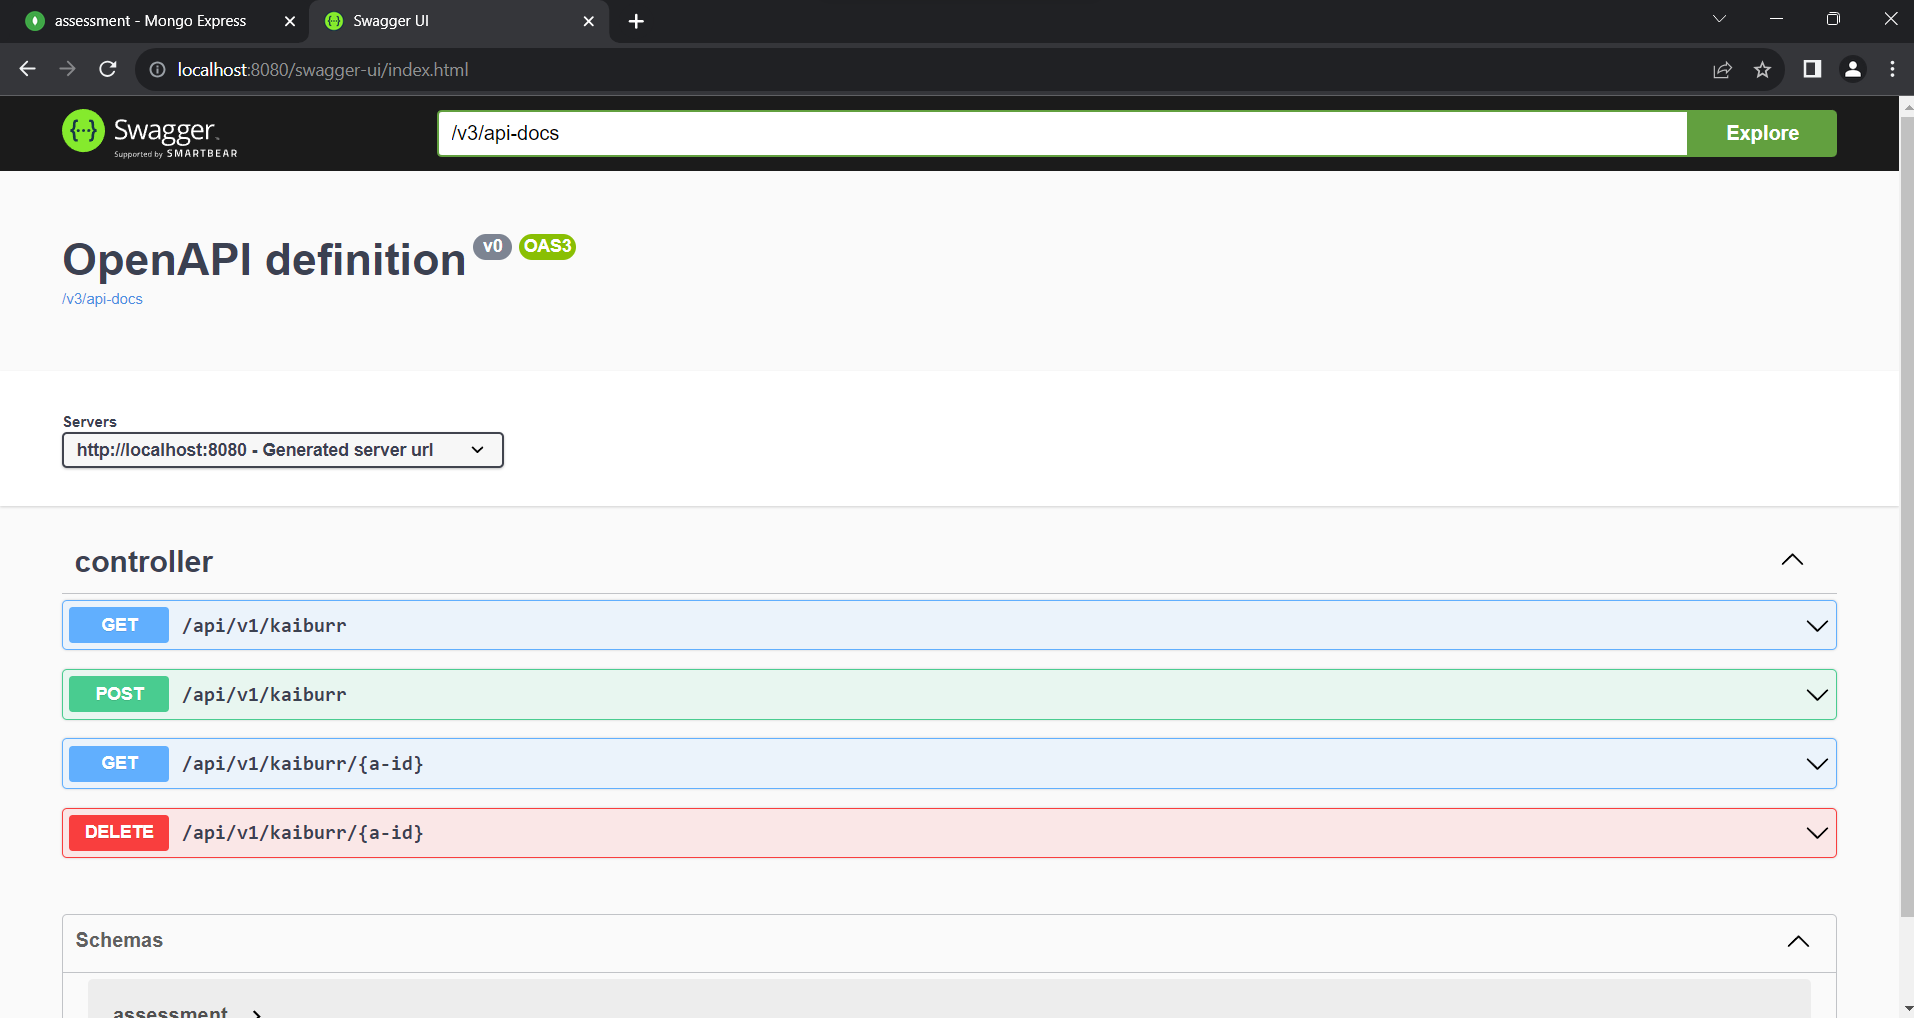 assessment - Mongo Express
Swagger UI
localhost:8080/swagger-ui/index.html
Swagger
Supported by SMARTBEAR
/v3/api-docs
Explore
OpenAPI definition v0 OAS3
/v3/api-docs
Servers
http://localhost:8080 - Generated server url
controller
GET /api/v1/kaiburr
POST /api/v1/kaiburr
GET /api/v1/kaiburr/{a-id}
DELETE /api/v1/kaiburr/{a-id}
Schemas
assessment